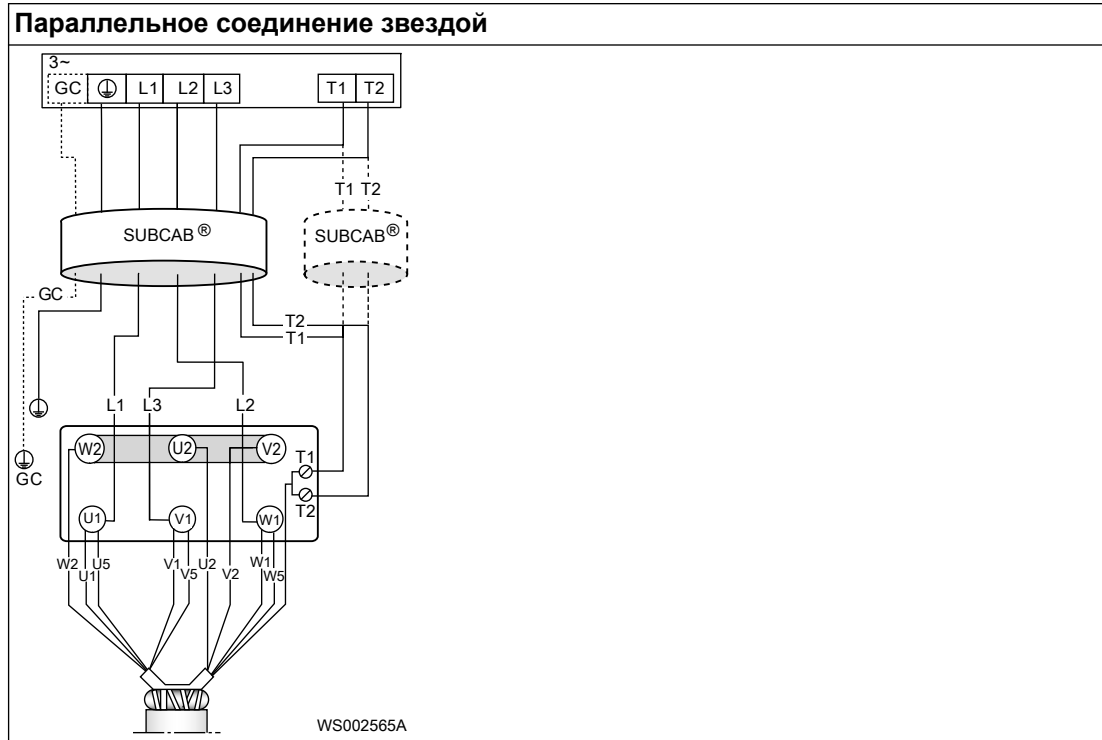 Параллельное соединение звездой
3~
GC L1 L2 L3 T1 T2
T1 T2
SUBCAB® SUBCAB®
GC
T2
T1
L1 L3 L2
W2 U2 V2 T1
GC
U1 V1 W1 T2
W2 U5 V1 U2 W1
U1 V5 V2 W5
WS002565A